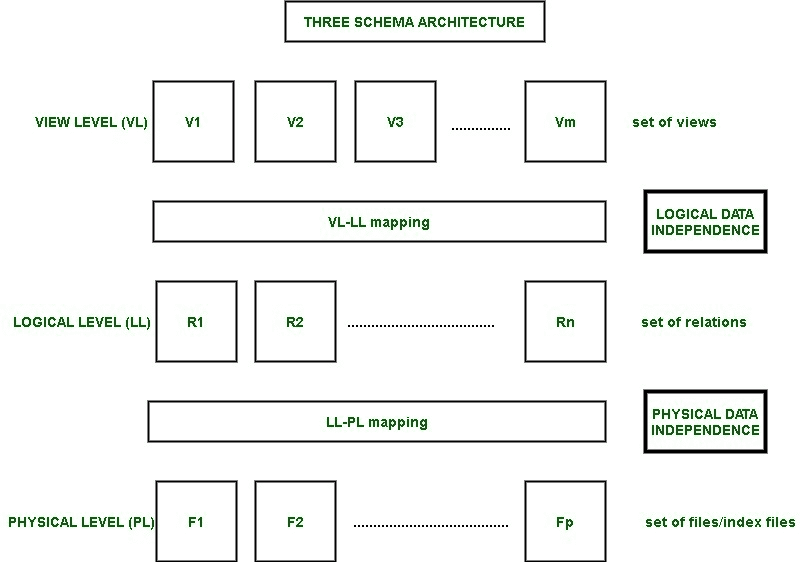 THREE SCHEMA ARCHITECTURE
VIEW LEVEL (VL) V1 V2 V3 ............... Vm set of views
VL-LL mapping
LOGICAL DATA
INDEPENDENCE
LOGICAL LEVEL (LL) R1 R2 ..................................... Rn set of relations
LL-PL mapping
PHYSICAL DATA
INDEPENDENCE
PHYSICAL LEVEL (PL) F1 F2 ....................................... Fp set of files/index files